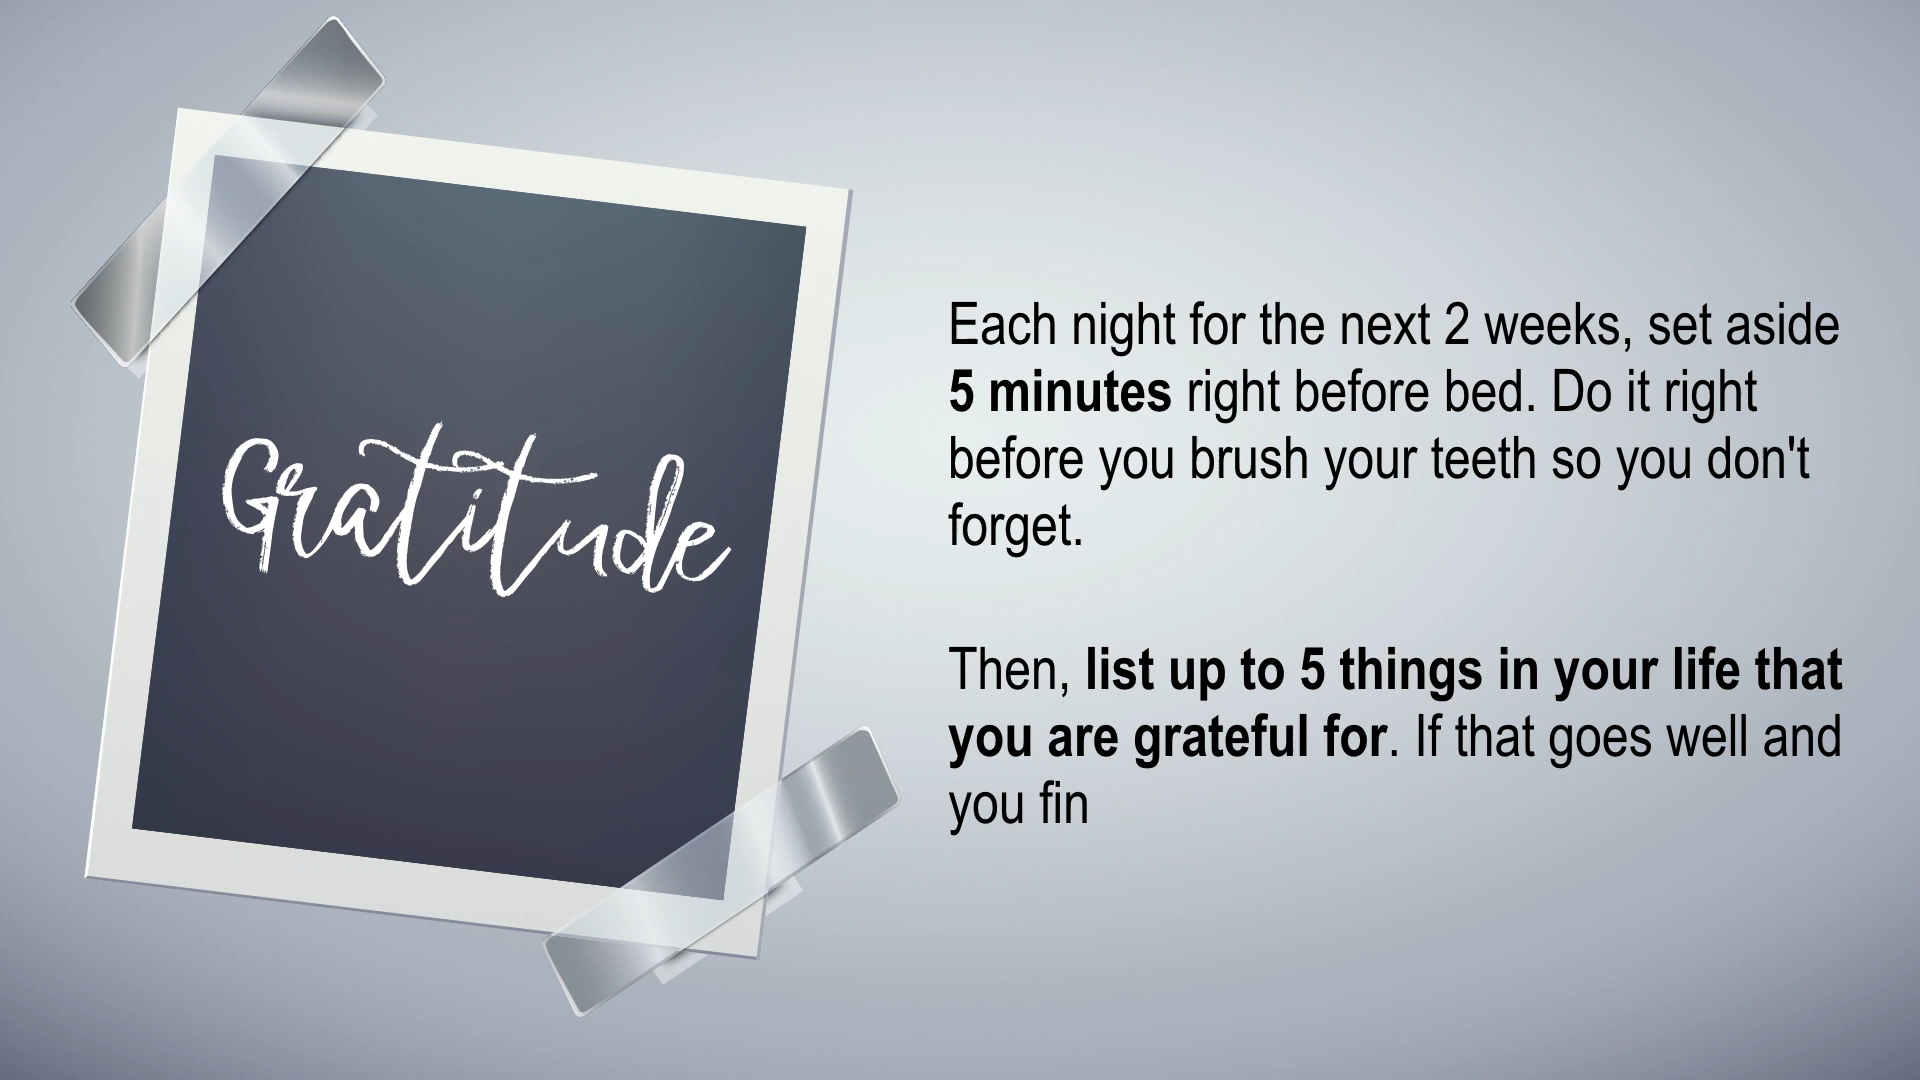 Gratitude
Each night for the next 2 weeks, set aside
5 minutes right before bed. Do it right
before you brush your teeth so you don't
forget.
Then, list up to 5 things in your life that
you are grateful for. If that goes well and
you fin